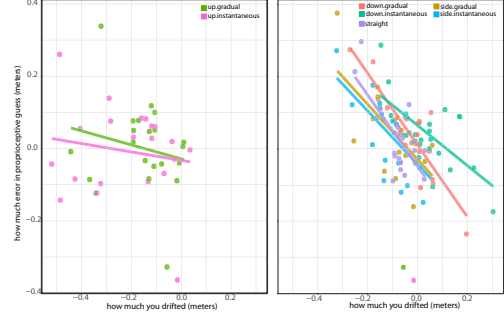 up.gradual
up.instantaneous
down.gradual
down.instantaneous
straight
side.gradual
side.instantaneous
how much error in proprioceptive guess (meters)
0.4
0.2
0.0
−0.2
−0.4
−0.4 −0.2 0.0 0.2
how much you drifted (meters)
−0.4 −0.2 0.0 0.2
how much you drifted (meters)